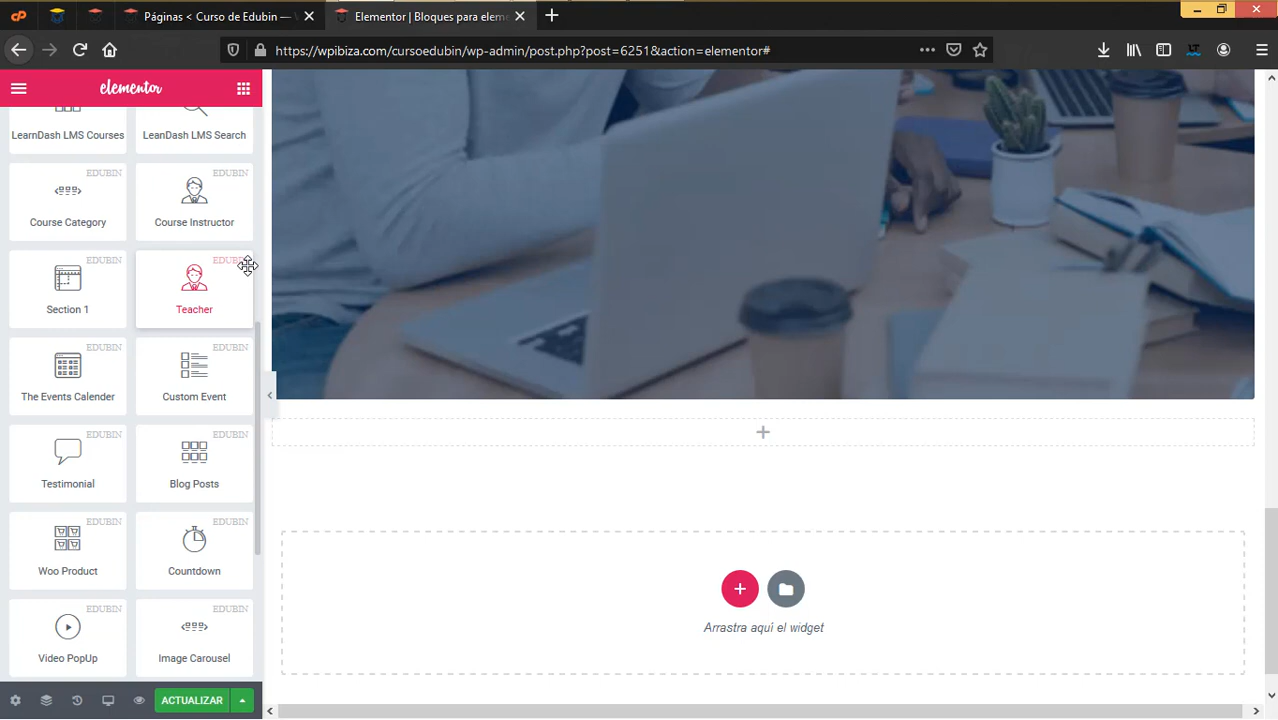 Páginas < Curso de Edubin —
Elementor | Bloques para elem
https://wpibiza.com/cursoedubin/wp-admin/post.php?post=6251&action=elementor#
elementor
LearnDash LMS Courses
LeanDash LMS Search
EDUBIN
EDUBIN
Course Category
Course Instructor
EDUBIN
Section 1
Teacher
EDUBIN
EDUBIN
The Events Calender
Custom Event
EDUBIN
EDUBIN
Testimonial
Blog Posts
EDUBIN
EDUBIN
Woo Product
Countdown
EDUBIN
EDUBIN
Video PopUp
Image Carousel
Arrastra aquí el widget
ACTUALIZAR